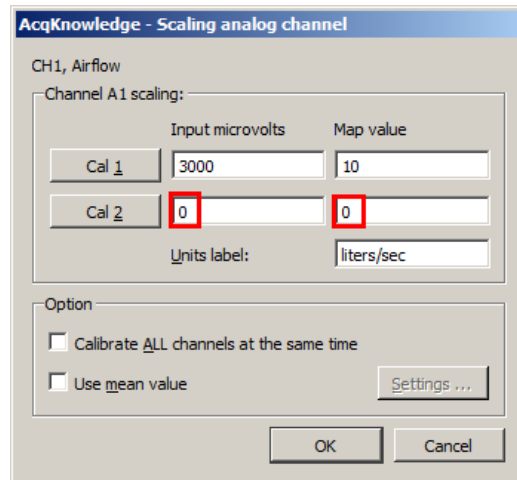 AcqKnowledge - Scaling analog channel
CH1, Airflow
Channel A1 scaling:
Input microvolts Map value
Cal 1 3000 10
Cal 2 0 0
Units label: liters/sec
Option
Calibrate ALL channels at the same time
Use mean value Settings ...
OK Cancel